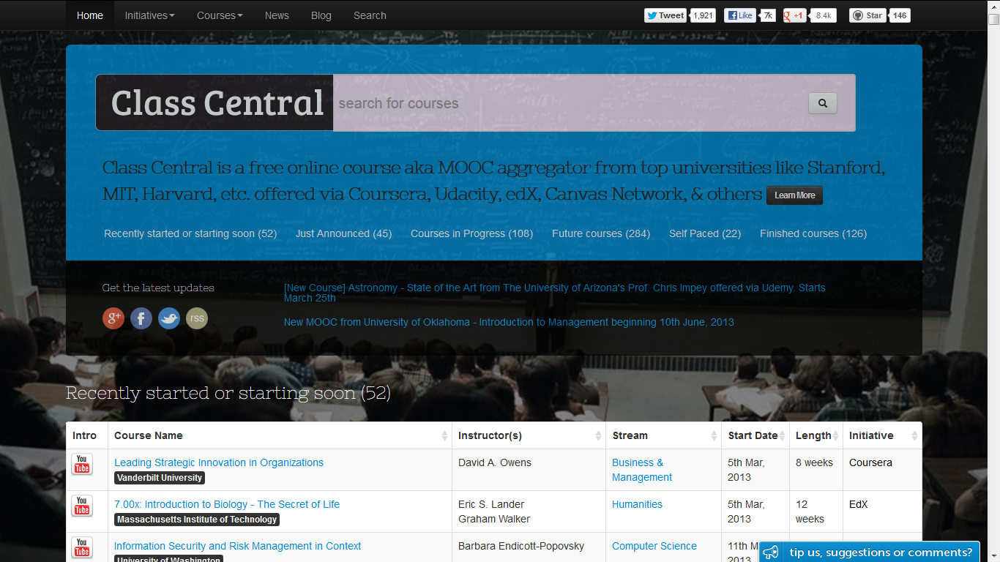 Home Initiatives Courses News Blog Search Tweet 1,921 Like 7k +1 8.4k Star 146
Class Central search for courses
Class Central is a free online course aka MOOC aggregator from top universities like Stanford,
MIT, Harvard, etc. offered via Coursera, Udacity, edX, Canvas Network, & others Learn More
Recently started or starting soon (52) Just Announced (45) Courses in Progress (108) Future courses (284) Self Paced (22) Finished courses (126)
Get the latest updates
[New Course] Astronomy - State of the Art from The University of Arizona's Prof. Chris Impey offered via Udemy. Starts
March 25th
g+ f rss
New MOOC from University of Oklahoma - Introduction to Management beginning 10th June, 2013
Recently started or starting soon (52)
Intro Course Name Instructor(s) Stream Start Date Length Initiative
You Tube Leading Strategic Innovation in Organizations David A. Owens Business & 5th Mar, 8 weeks Coursera
Vanderbilt University Management 2013
You Tube 7.00x: Introduction to Biology - The Secret of Life Eric S. Lander Humanities 5th Mar, 12 EdX
Massachusetts Institute of Technology Graham Walker 2013 weeks
You Tube Information Security and Risk Management in Context Barbara Endicott-Popovsky Computer Science 11th M
University of Washington 2013
tip us, suggestions or comments?